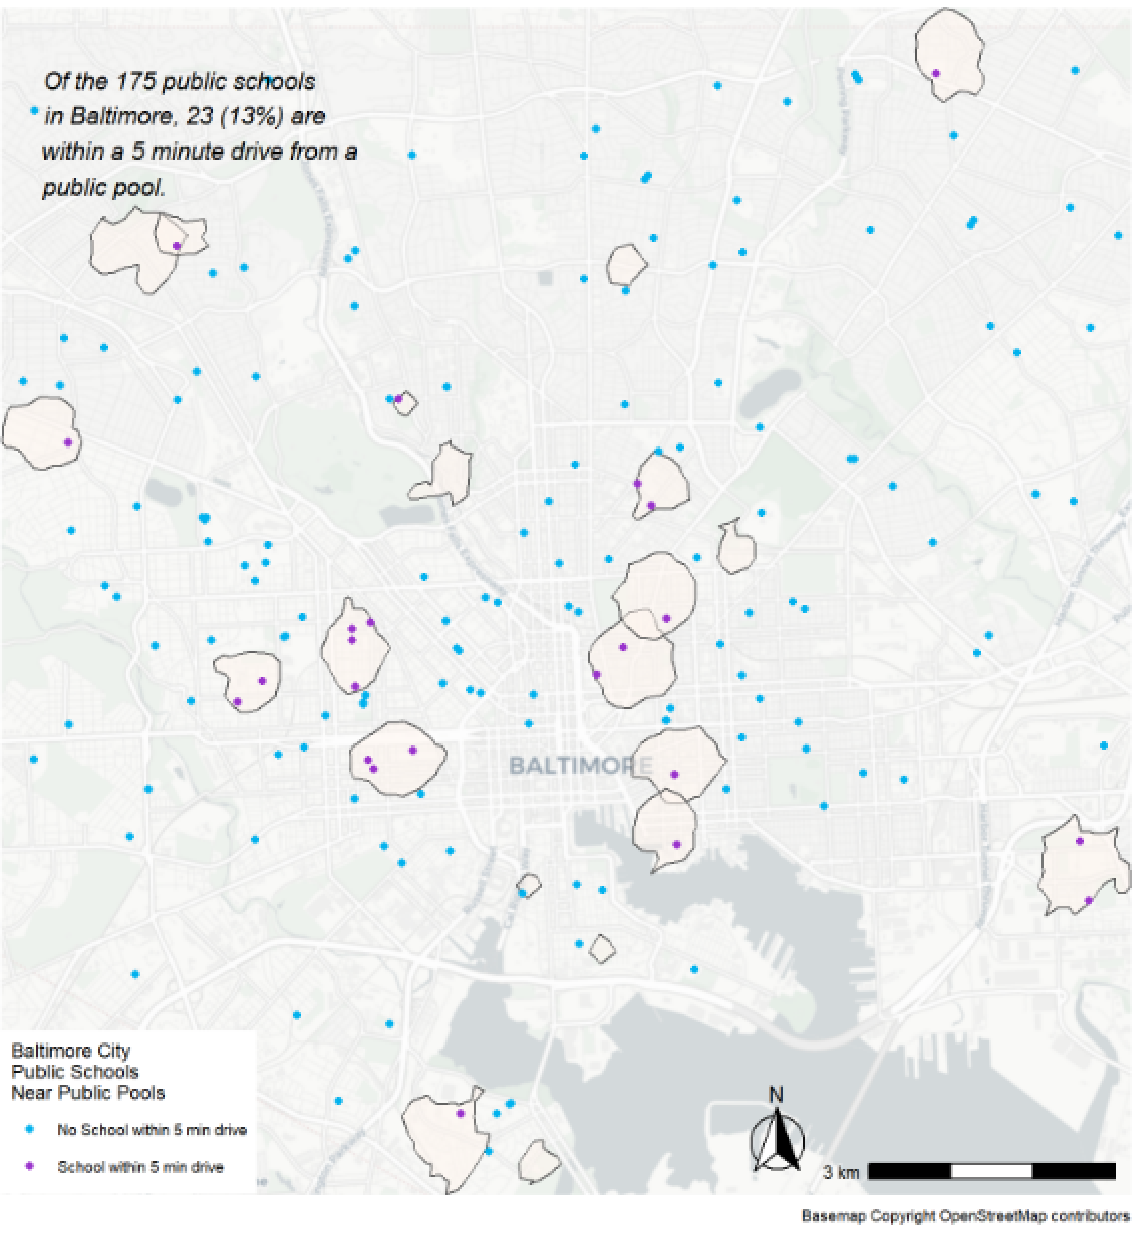 Of the 175 public schools
in Baltimore, 23 (13%) are
within a 5 minute drive from a
public pool.
BALTIMORE
Baltimore City
Public Schools
Near Public Pools
No School within 5 min drive
School within 5 min drive
N
3 km
Basemap Copyright OpenStreetMap contributors